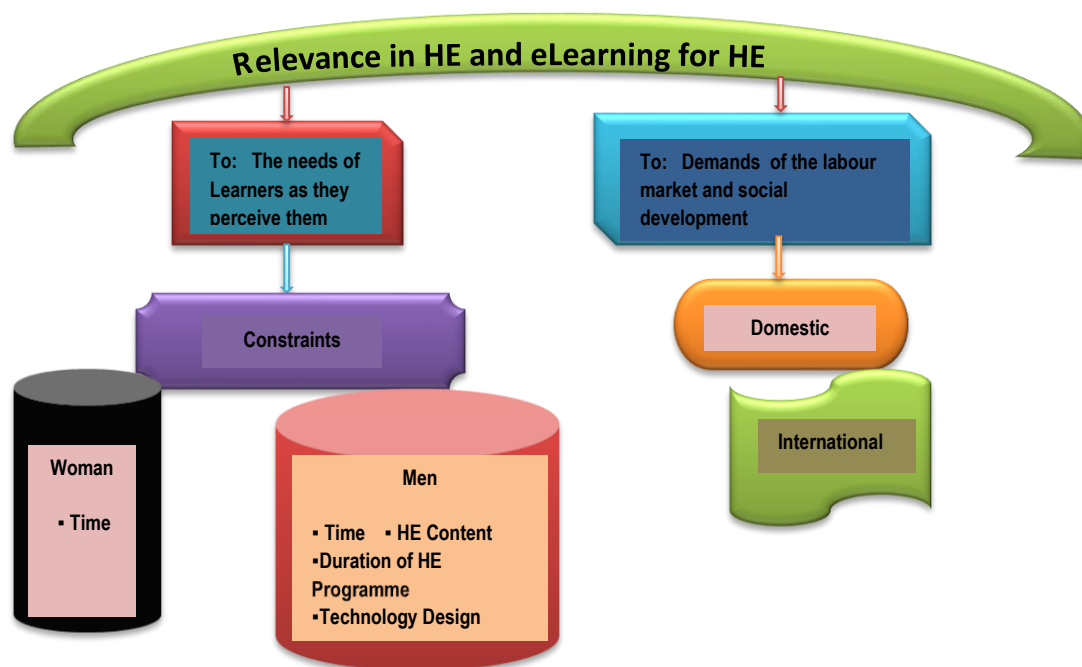 Relevance in HE and eLearning for HE
To: The needs of
Learners as they
perceive them
To: Demands of the labour
market and social
development
Constraints
Domestic
International
Woman
▪ Time
Men
▪ Time ▪ HE Content
▪Duration of HE
Programme
▪Technology Design